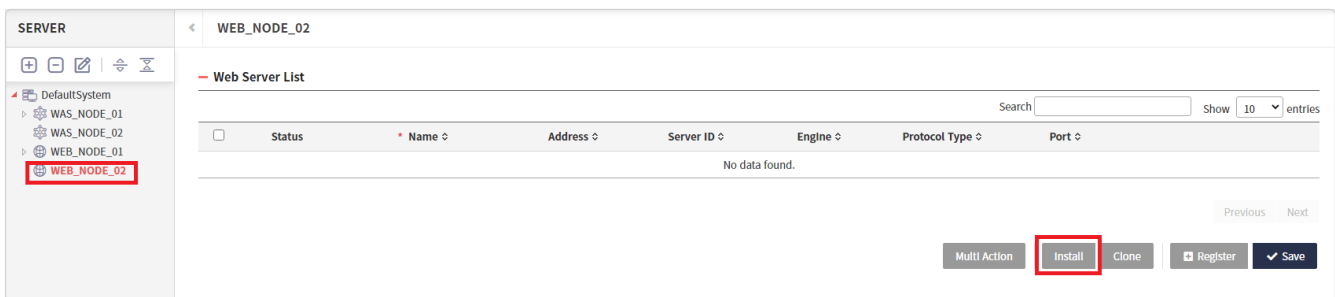 SERVER
WEB_NODE_02
DefaultSystem
WAS_NODE_01
WAS_NODE_02
WEB_NODE_01
WEB_NODE_02
Web Server List
Search Show 10 entries
Status * Name Address Server ID Engine Protocol Type Port
No data found.
Previous Next
Multi Action Install Clone Register Save